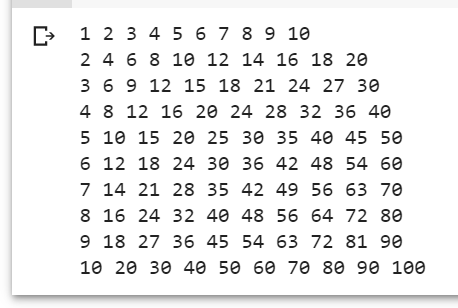 1 2 3 4 5 6 7 8 9 10
2 4 6 8 10 12 14 16 18 20
3 6 9 12 15 18 21 24 27 30
4 8 12 16 20 24 28 32 36 40
5 10 15 20 25 30 35 40 45 50
6 12 18 24 30 36 42 48 54 60
7 14 21 28 35 42 49 56 63 70
8 16 24 32 40 48 56 64 72 80
9 18 27 36 45 54 63 72 81 90
10 20 30 40 50 60 70 80 90 100